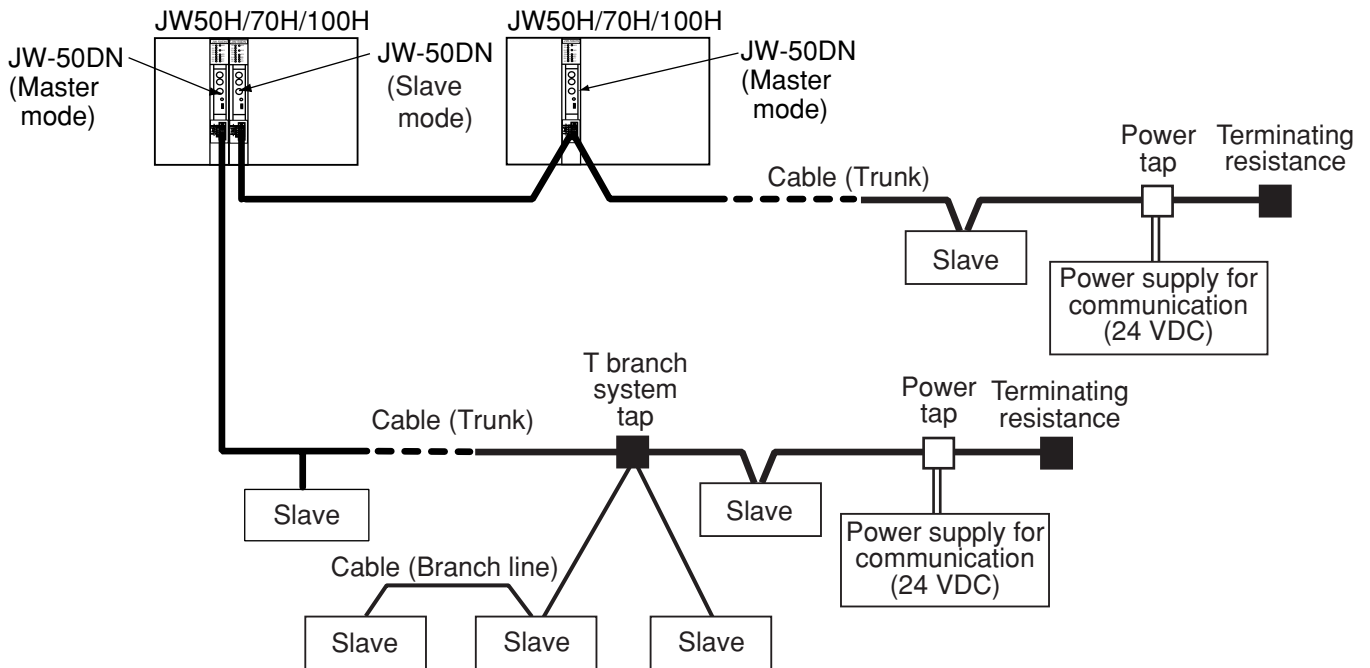 JW50H/70H/100H
JW50H/70H/100H
JW-50DN
(Master
mode)
JW-50DN
(Slave
mode)
JW-50DN
(Master
mode)
Cable (Trunk)
Power
tap
Terminating
resistance
Slave
Power supply for
communication
(24 VDC)
Cable (Trunk)
T branch
system
tap
Power
tap
Terminating
resistance
Slave
Slave
Power supply for
communication
(24 VDC)
Cable (Branch line)
Slave
Slave
Slave